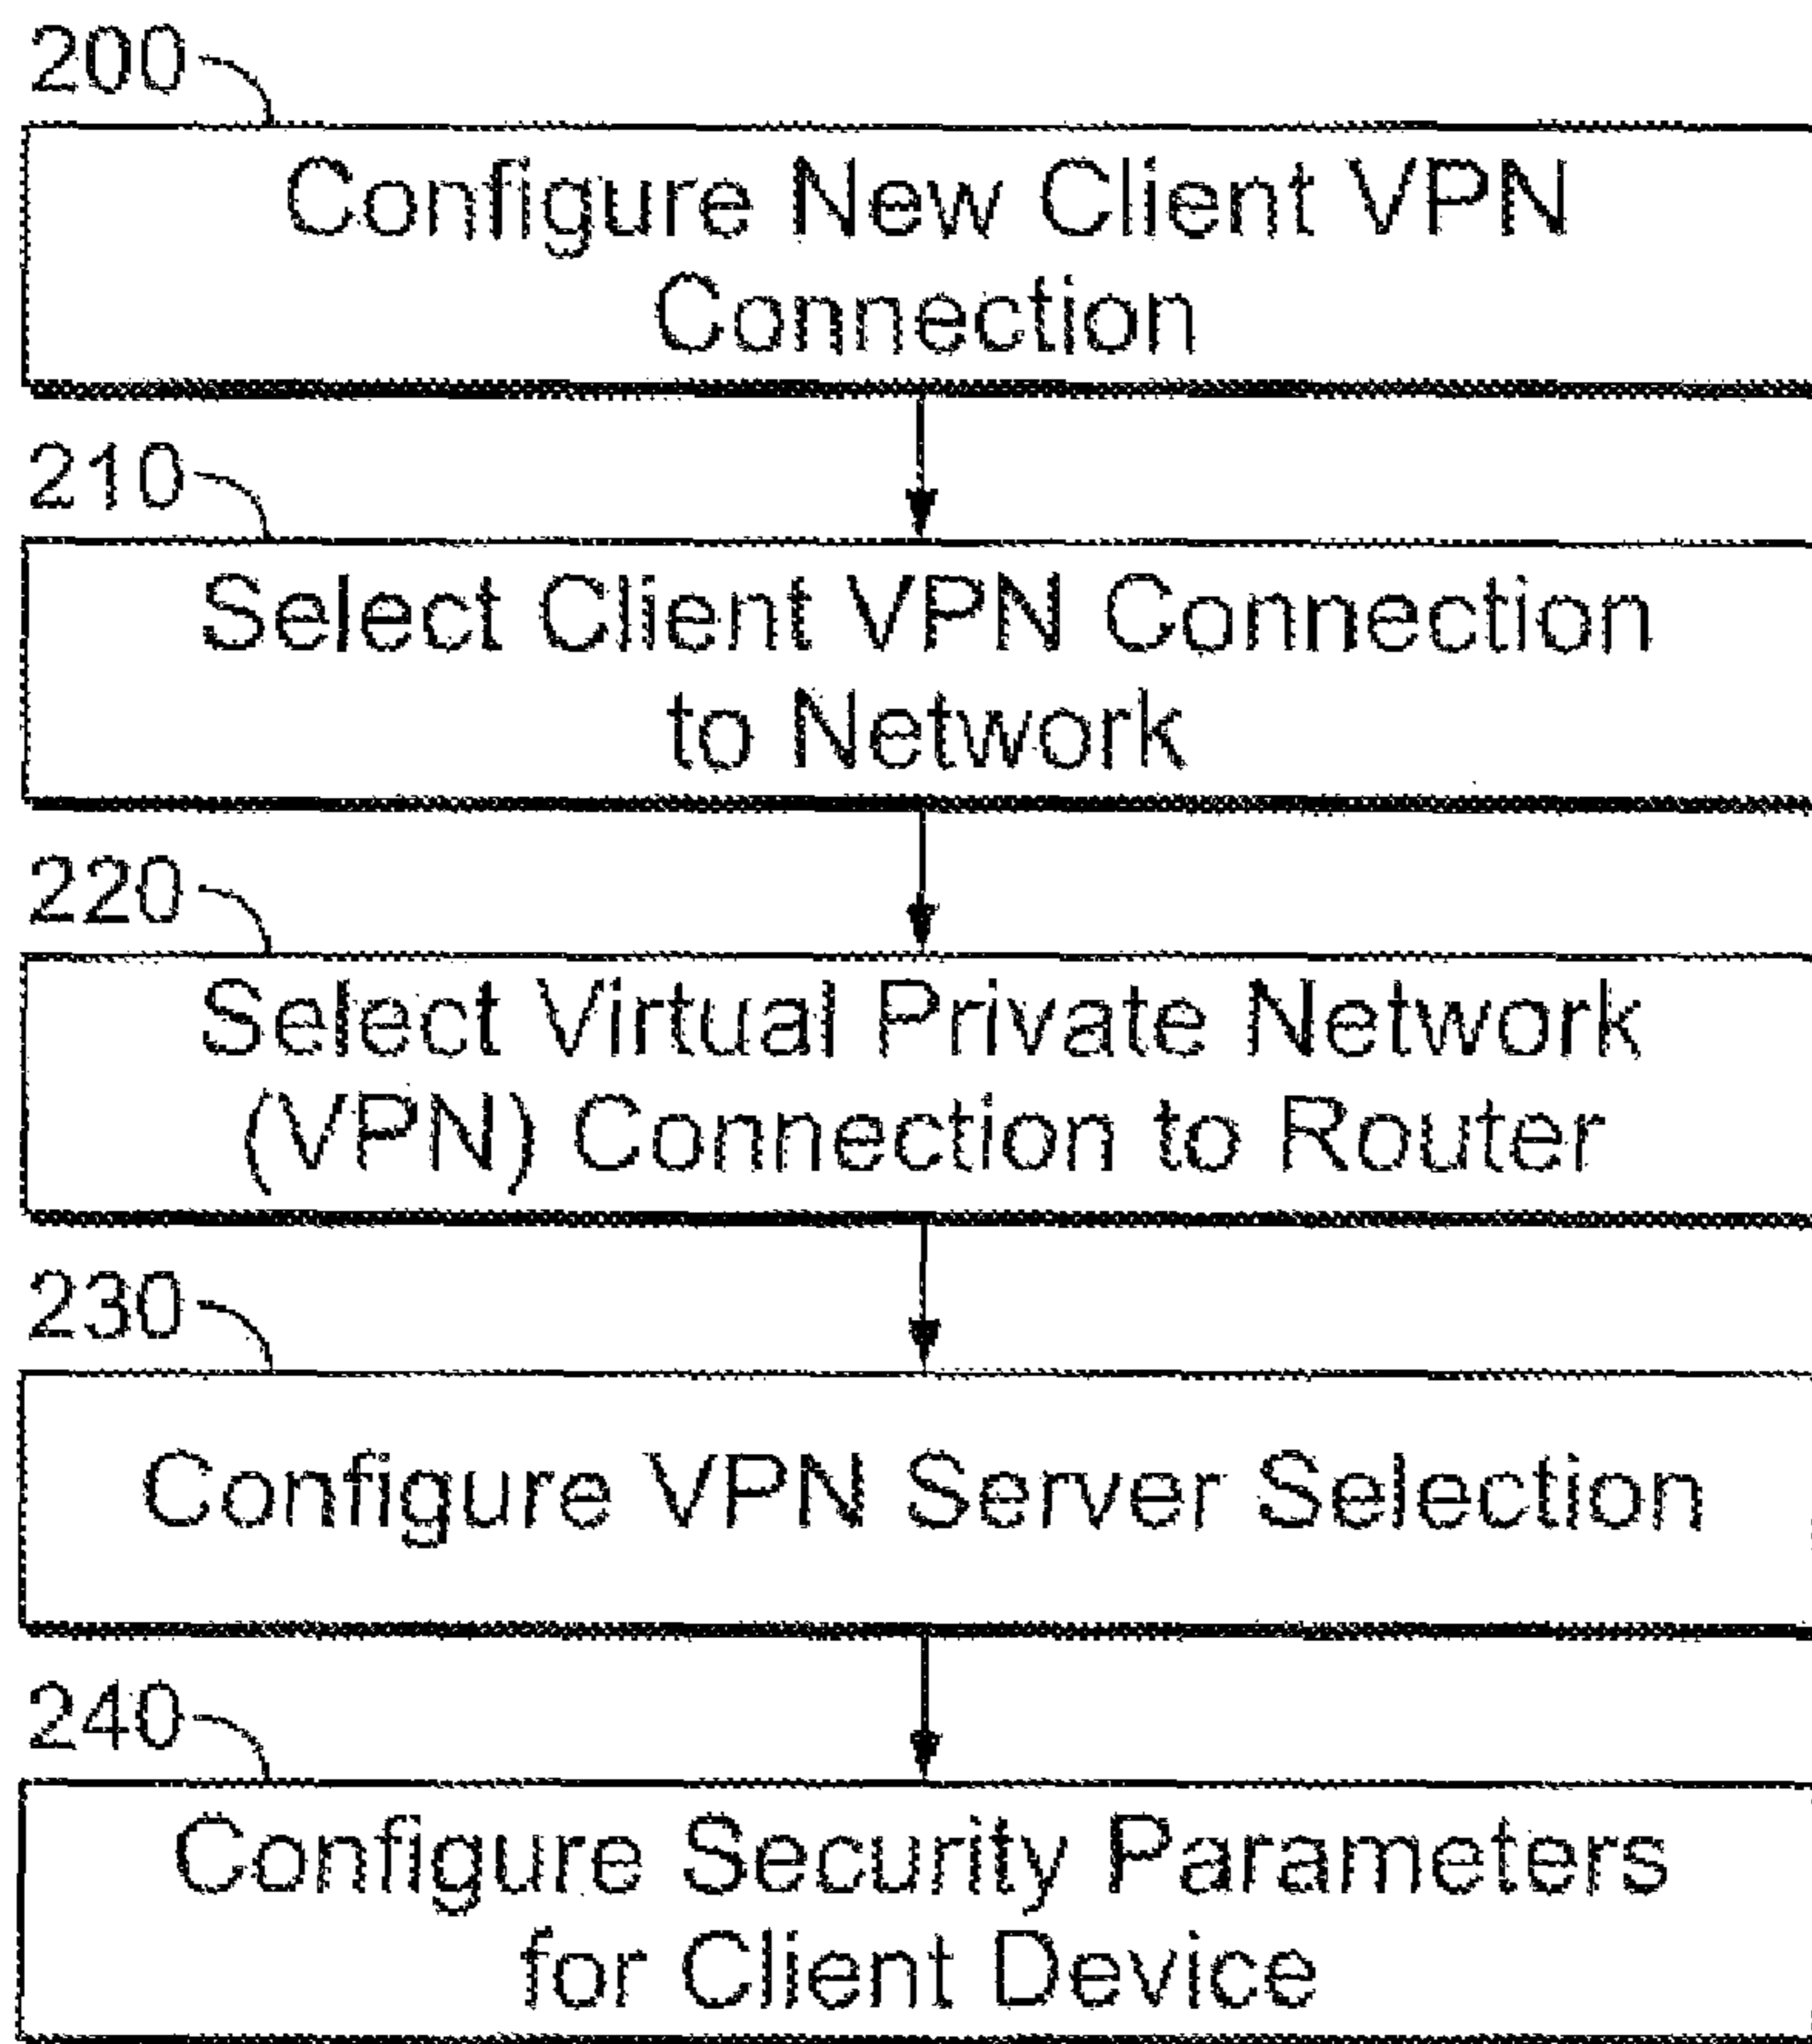 200
Configure New Client VPN
Connection
210
Select Client VPN Connection
to Network
220
Select Virtual Private Network
(VPN) Connection to Router
230
Configure VPN Server Selection
240
Configure Security Parameters
for Client Device